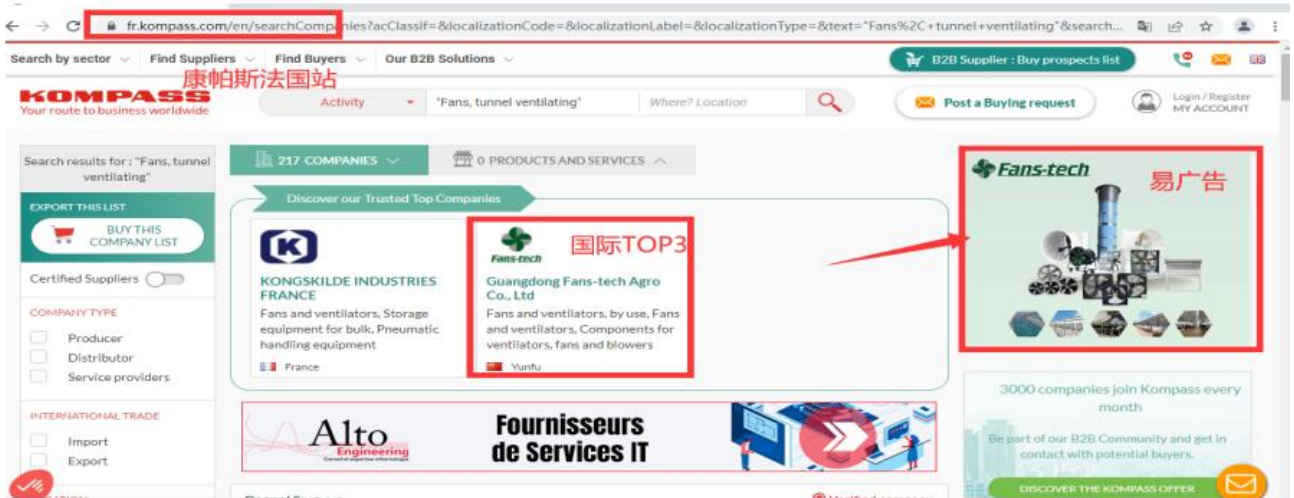 fr.kompass.com/en/searchCompanies?acClassif=&localizationCode=&localizationLabel=&localizationType=&text="Fans%2C+tunnel+ventilating"&search...
Search by sector Find Suppliers Find Buyers Our B2B Solutions B2B Supplier : Buy prospects list
康帕斯法国站
KOMPASS
Your route to business worldwide
Activity "Fans, tunnel ventilating" Where? Location Post a Buying request Login / Register
MY ACCOUNT
Search results for : "Fans, tunnel
ventilating"
217 COMPANIES 0 PRODUCTS AND SERVICES
EXPORT THIS LIST
BUY THIS
COMPANY LIST
Certified Suppliers
COMPANY TYPE
Producer
Distributor
Service providers
INTERNATIONAL TRADE
Import
Export
Discover our Trusted Top Companies
K
KONGSKILDE INDUSTRIES
FRANCE
Fans and ventilators, Storage
equipment for bulk, Pneumatic
handling equipment
France
Fans-tech
国际TOP3
Guangdong Fans-tech Agro
Co., Ltd
Fans and ventilators, by use, Fans
and ventilators, Components for
ventilators, fans and blowers
Yunfu
Alto
Engineering
Fournisseurs
de Services IT
Fans-tech
易广告
3000 companies join Kompass every
month
Be part of our B2B Community and get in
contact with potential buyers.
DISCOVER THE KOMPASS OFFER